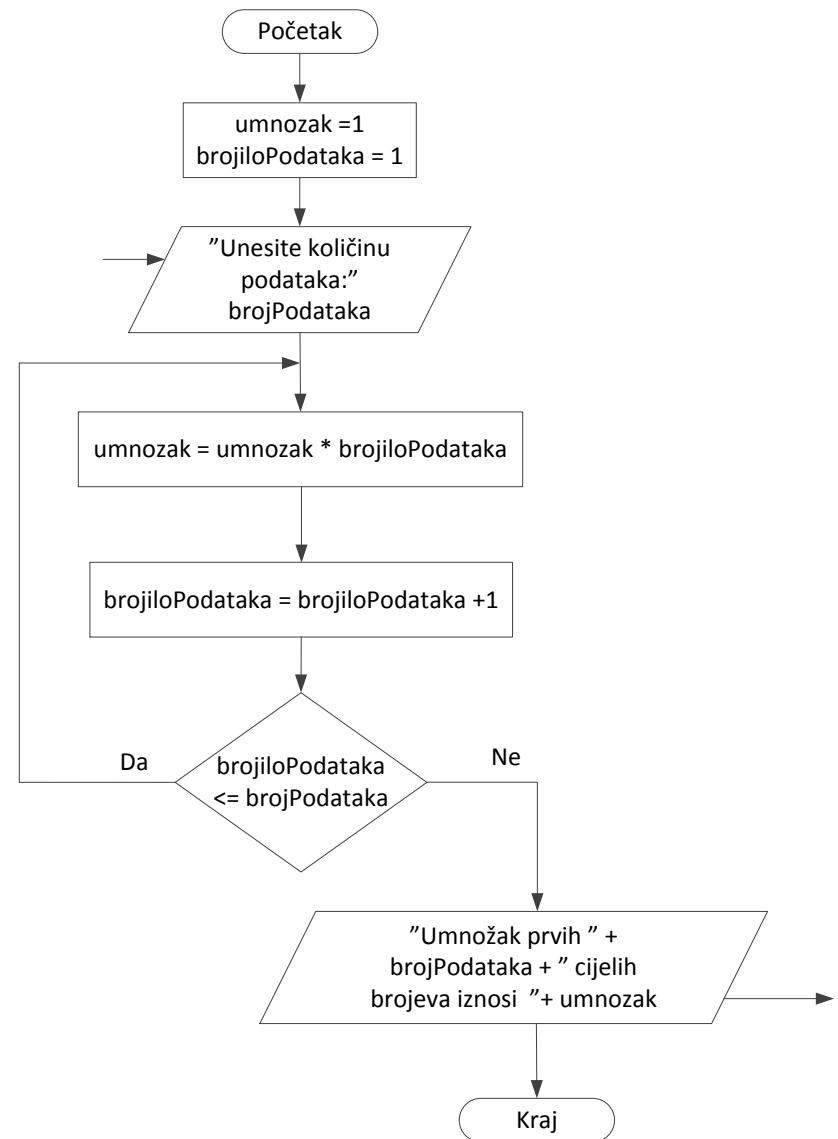 Početak
umnozak =1
brojiloPodataka = 1
”Unesite količinu
podataka:”
brojPodataka
umnozak = umnozak * brojiloPodataka
brojiloPodataka = brojiloPodataka +1
Da
brojiloPodataka
<= brojPodataka
Ne
”Umnožak prvih ” +
brojPodataka + ” cijelih
brojeva iznosi ”+ umnozak
Kraj